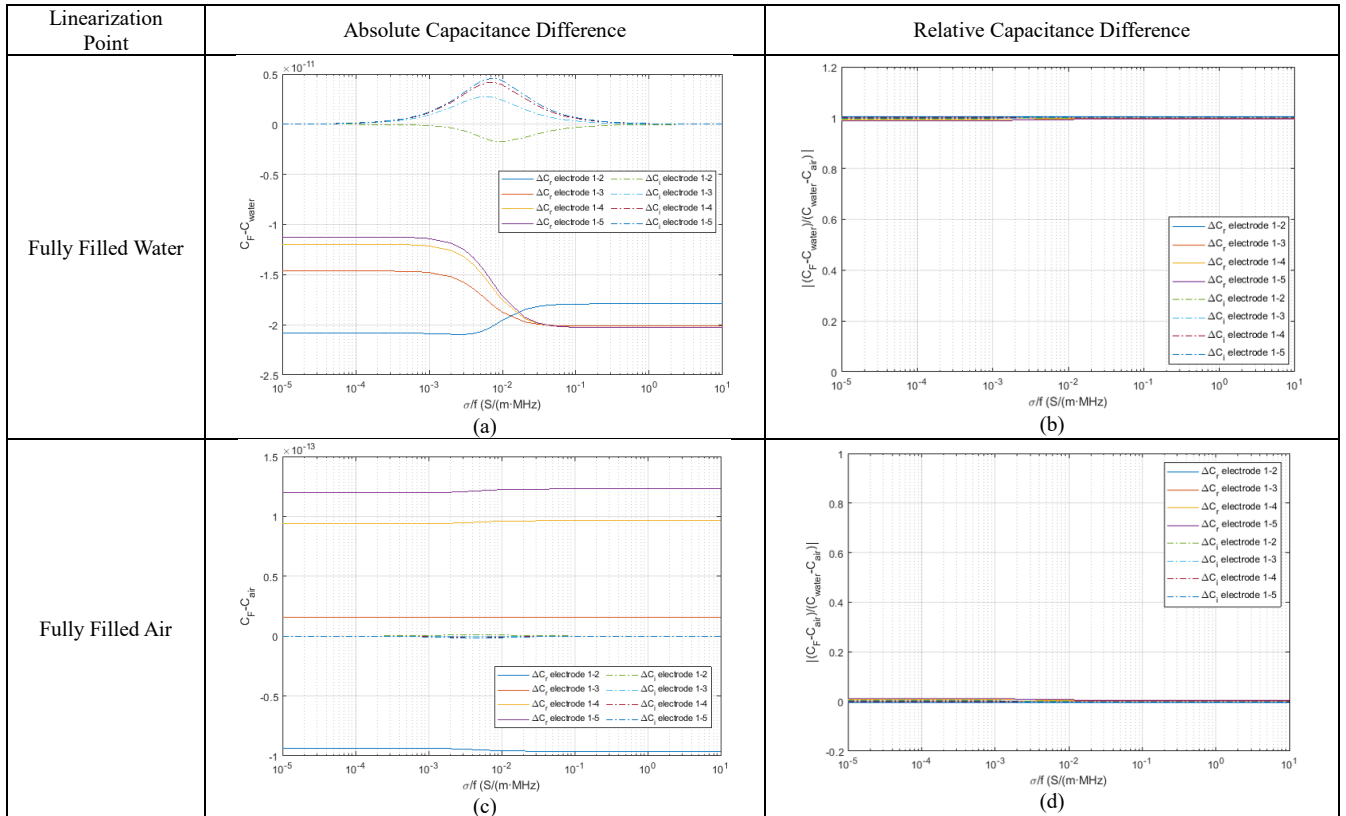 Linearization
Point
Absolute Capacitance Difference
Relative Capacitance Difference
Fully Filled Water
×10⁻¹¹
0.5
0
-0.5
-1
-1.5
-2
-2.5
C_F-C_water
ΔC_r electrode 1-2 ΔC_i electrode 1-2
ΔC_r electrode 1-3 ΔC_i electrode 1-3
ΔC_r electrode 1-4 ΔC_i electrode 1-4
ΔC_r electrode 1-5 ΔC_i electrode 1-5
10⁻⁵ 10⁻⁴ 10⁻³ 10⁻² 10⁻¹ 10⁰ 10¹
σ/f (S/(m·MHz)
(a)
1.2
1
0.8
0.6
0.4
0.2
0
|(C_F-C_water)/(C_water-C_air)|
ΔC_r electrode 1-2
ΔC_r electrode 1-3
ΔC_r electrode 1-4
ΔC_r electrode 1-5
ΔC_i electrode 1-2
ΔC_i electrode 1-3
ΔC_i electrode 1-4
ΔC_i electrode 1-5
10⁻⁵ 10⁻⁴ 10⁻³ 10⁻² 10⁻¹ 10⁰ 10¹
σ/f (S/(m·MHz)
(b)
Fully Filled Air
×10⁻¹³
1.5
1
0.5
0
-0.5
-1
C_F-C_air
ΔC_r electrode 1-2 ΔC_i electrode 1-2
ΔC_r electrode 1-3 ΔC_i electrode 1-3
ΔC_r electrode 1-4 ΔC_i electrode 1-4
ΔC_r electrode 1-5 ΔC_i electrode 1-5
10⁻⁵ 10⁻⁴ 10⁻³ 10⁻² 10⁻¹ 10⁰ 10¹
σ/f (S/(m·MHz)
(c)
1
0.8
0.6
0.4
0.2
0
-0.2
|(C_F-C_air)/(C_water-C_air)|
ΔC_r electrode 1-2
ΔC_r electrode 1-3
ΔC_r electrode 1-4
ΔC_r electrode 1-5
ΔC_i electrode 1-2
ΔC_i electrode 1-3
ΔC_i electrode 1-4
ΔC_i electrode 1-5
10⁻⁵ 10⁻⁴ 10⁻³ 10⁻² 10⁻¹ 10⁰ 10¹
σ/f (S/(m·MHz)
(d)